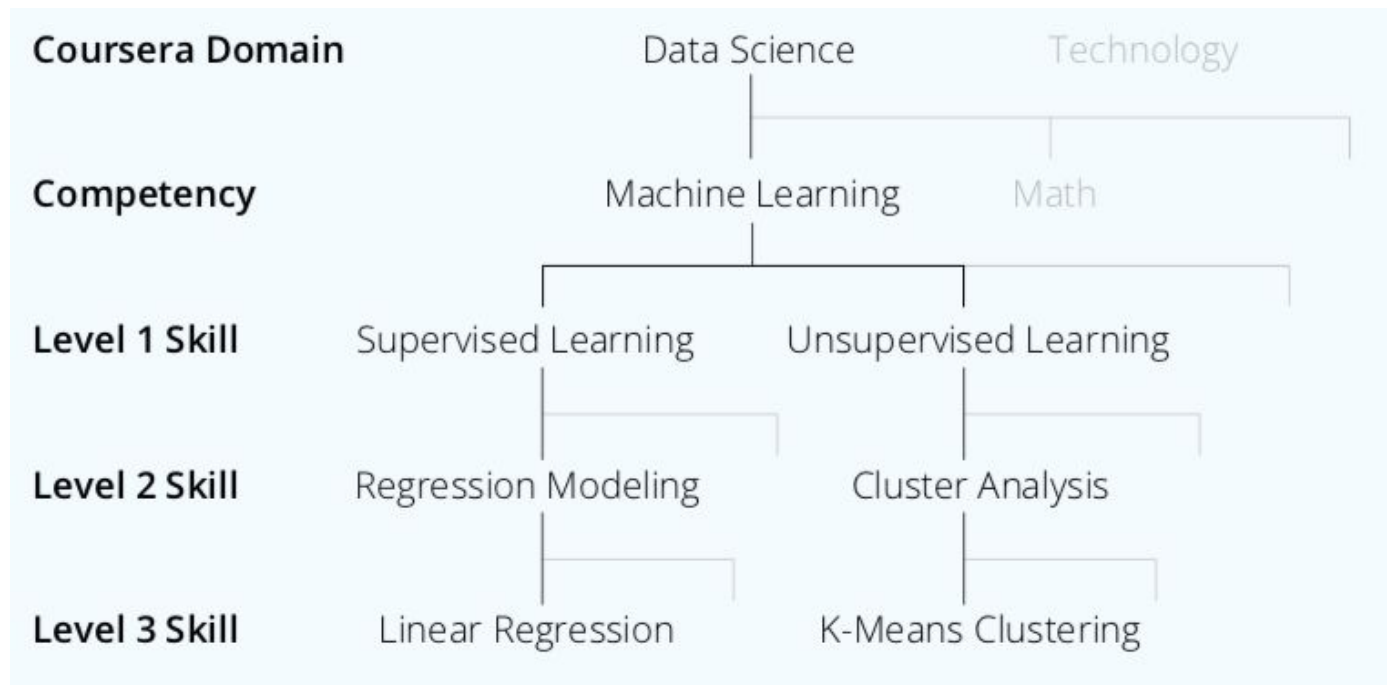 Coursera Domain Data Science Technology
Competency Machine Learning Math
Level 1 Skill Supervised Learning Unsupervised Learning
Level 2 Skill Regression Modeling Cluster Analysis
Level 3 Skill Linear Regression K-Means Clustering